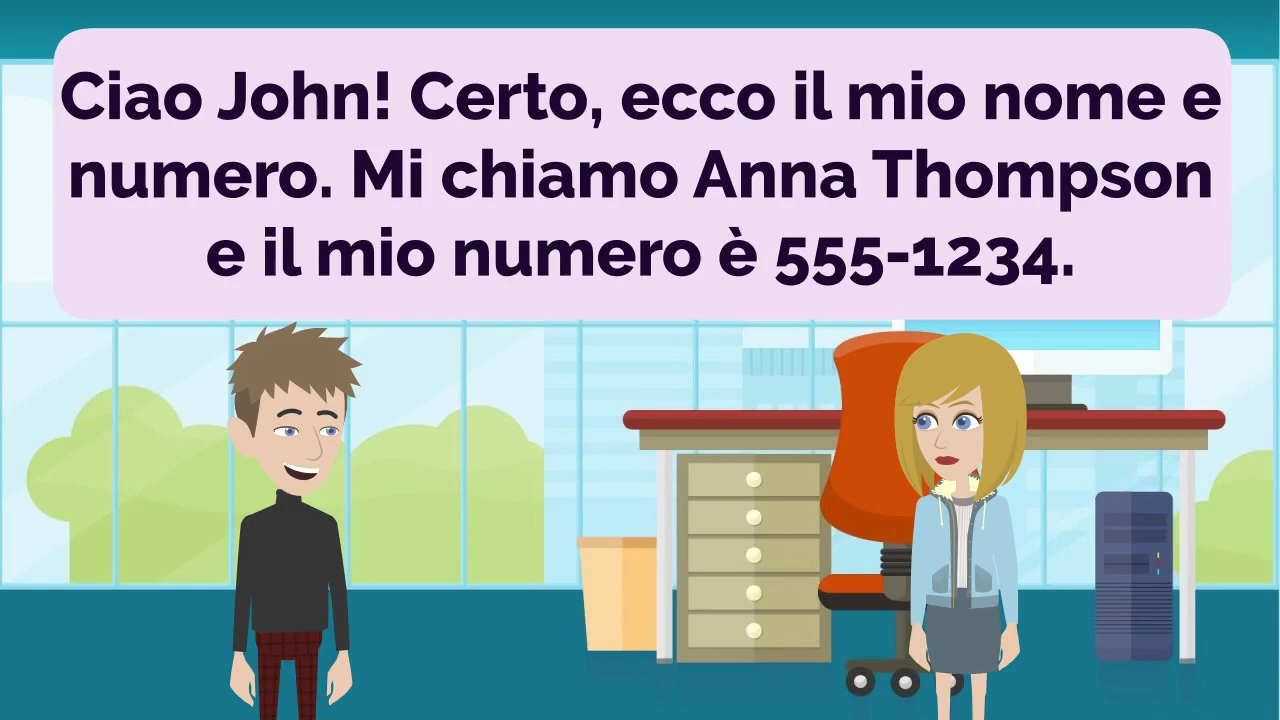 Ciao John! Certo, ecco il mio nome e
numero. Mi chiamo Anna Thompson
e il mio numero è 555-1234.